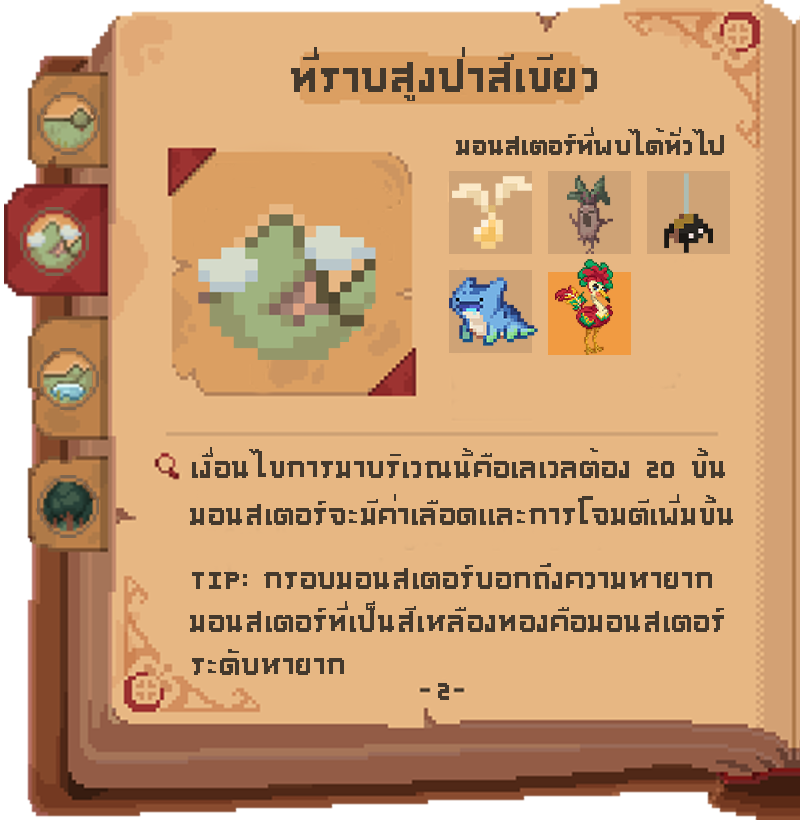 ที่ราบสูงป่าสีเขียว
มอนสเตอร์ที่พบได้ทั่วไป
เงื่อนไขการมาบริเวณนี้คือเลเวลต้อง 20 ขึ้น
มอนสเตอร์จะมีค่าเลือดและการโจมตีเพิ่มขึ้น
TIP: กรอบมอนสเตอร์บอกถึงความหายาก
มอนสเตอร์ที่เป็นสีเหลืองทองคือมอนสเตอร์
ระดับหายาก
-2-